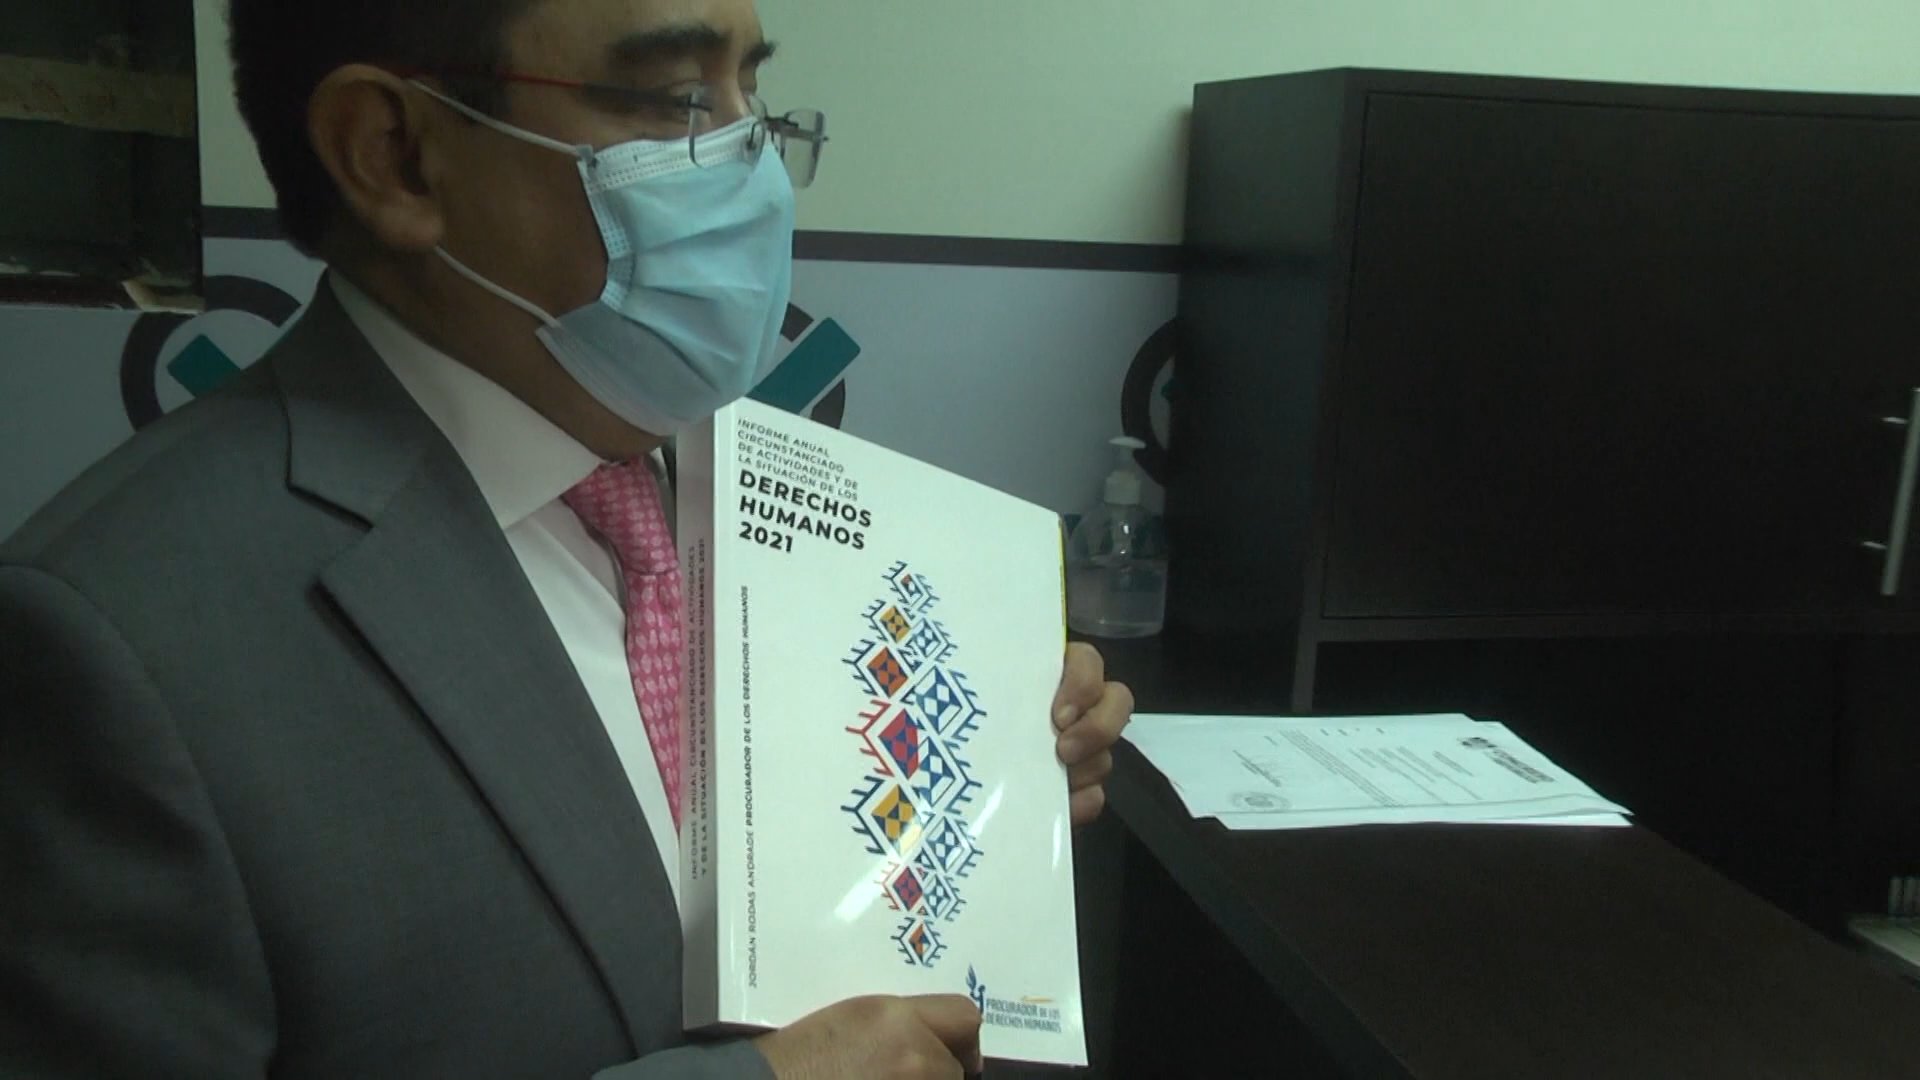 INFORME ANUAL
CIRCUNSTANCIADO
DE ACTIVIDADES Y DE
LA SITUACIÓN DE LOS
DERECHOS
HUMANOS
2021
INFORME ANUAL CIRCUNSTANCIADO DE ACTIVIDADES
Y DE LA SITUACIÓN DE LOS DERECHOS HUMANOS 2021
JORDÁN RODAS ANDRADE PROCURADOR DE LOS DERECHOS HUMANOS
PROCURADOR DE LOS
DERECHOS HUMANOS